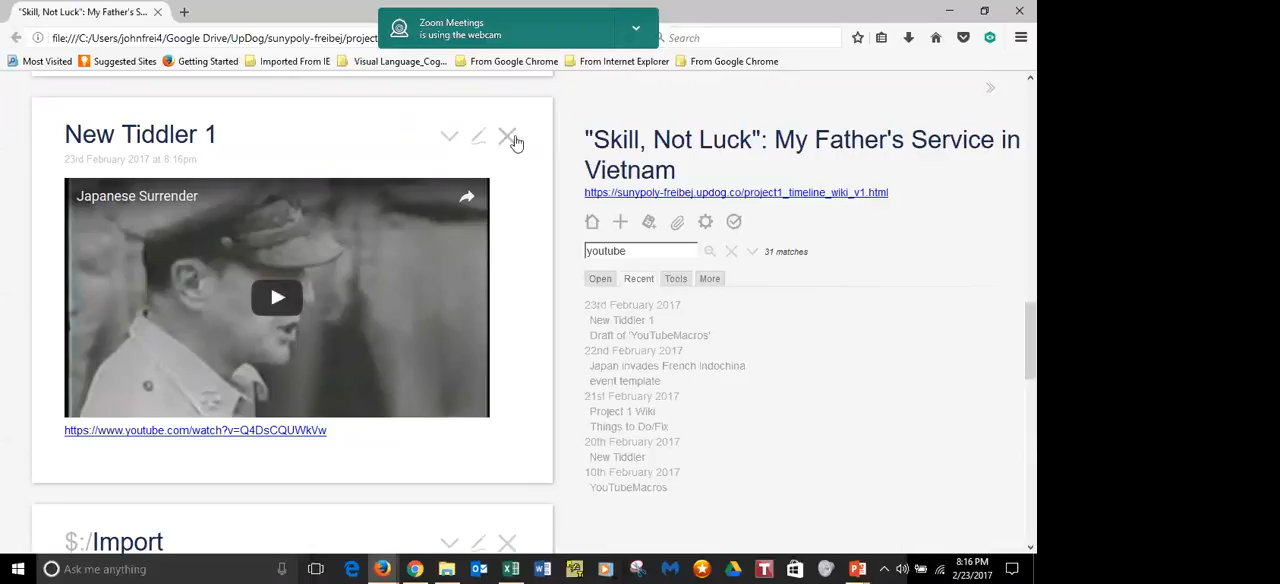 "Skill, Not Luck": My Father's S...
Zoom Meetings
is using the webcam
file:///C:/Users/johnfrei4/Google Drive/UpDog/sunypoly-freibej/project
Search
Most Visited Suggested Sites Getting Started Imported From IE Visual Language_Cog... From Google Chrome From Internet Explorer From Google Chrome
New Tiddler 1
23rd February 2017 at 8:16pm
Japanese Surrender
https://www.youtube.com/watch?v=Q4DsCQUWkVw
$:/Import
"Skill, Not Luck": My Father's Service in
Vietnam
https://sunypoly-freibej.updog.co/project1_timeline_wiki_v1.html
youtube
31 matches
Open Recent Tools More
23rd February 2017
New Tiddler 1
Draft of 'YouTubeMacros'
22nd February 2017
Japan invades French Indochina
event template
21st February 2017
Project 1 Wiki
Things to Do/Fix
20th February 2017
New Tiddler
10th February 2017
YouTubeMacros
Ask me anything
8:16 PM
2/23/2017